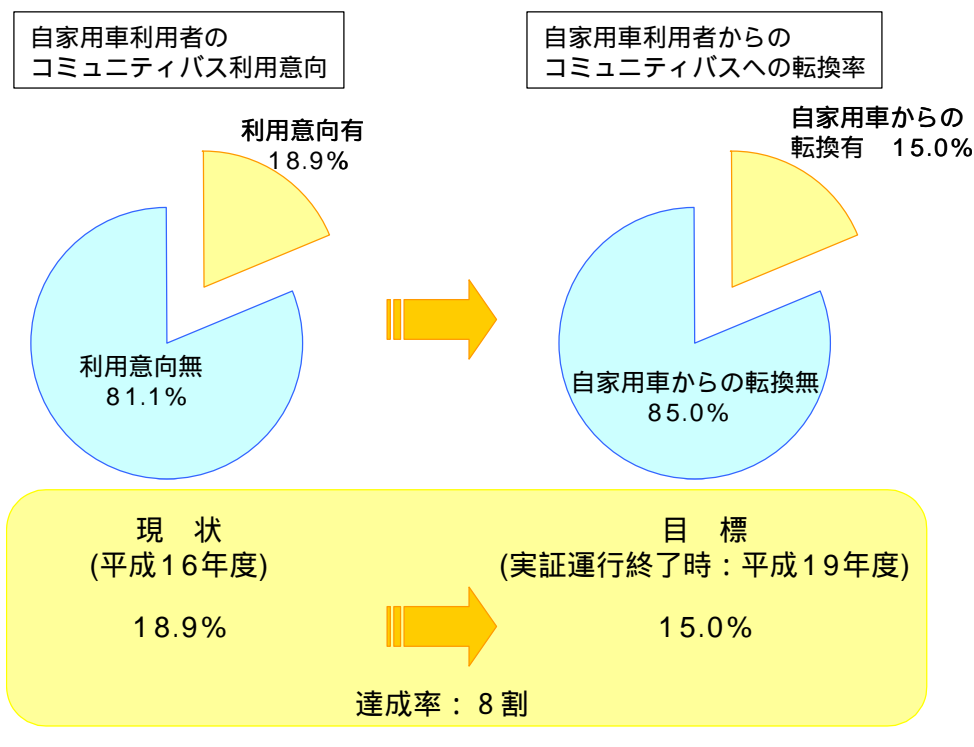 自家用車利用者の
コミュニティバス利用意向
自家用車利用者からの
コミュニティバスへの転換率
利用意向有
18.9%
自家用車からの
転換有　15.0%
利用意向無
81.1%
自家用車からの転換無
85.0%
現　状
(平成16年度)
18.9%
目　標
(実証運行終了時：平成19年度)
15.0%
達成率：８割